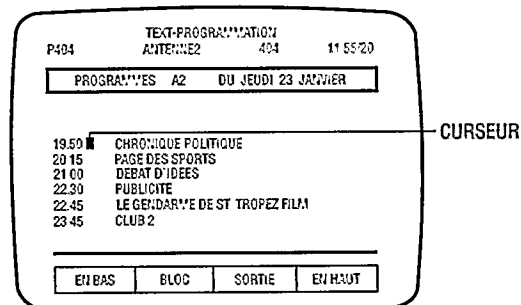 TEXT-PROGRAMMATION
P404 ANTENNE2 404 11 55/20
PROGRAMMES A2 DU JEUDI 23 JANVIER
19.50 CHRONIQUE POLITIQUE
CURSEUR
20 15 PAGE DES SPORTS
21 00 DEBAT D'IDEES
22.30 PUBLICITE
22.45 LE GENDARME DE ST TROPEZ FILM
23 45 CLUB 2
EN BAS BLOC SORTIE EN HAUT